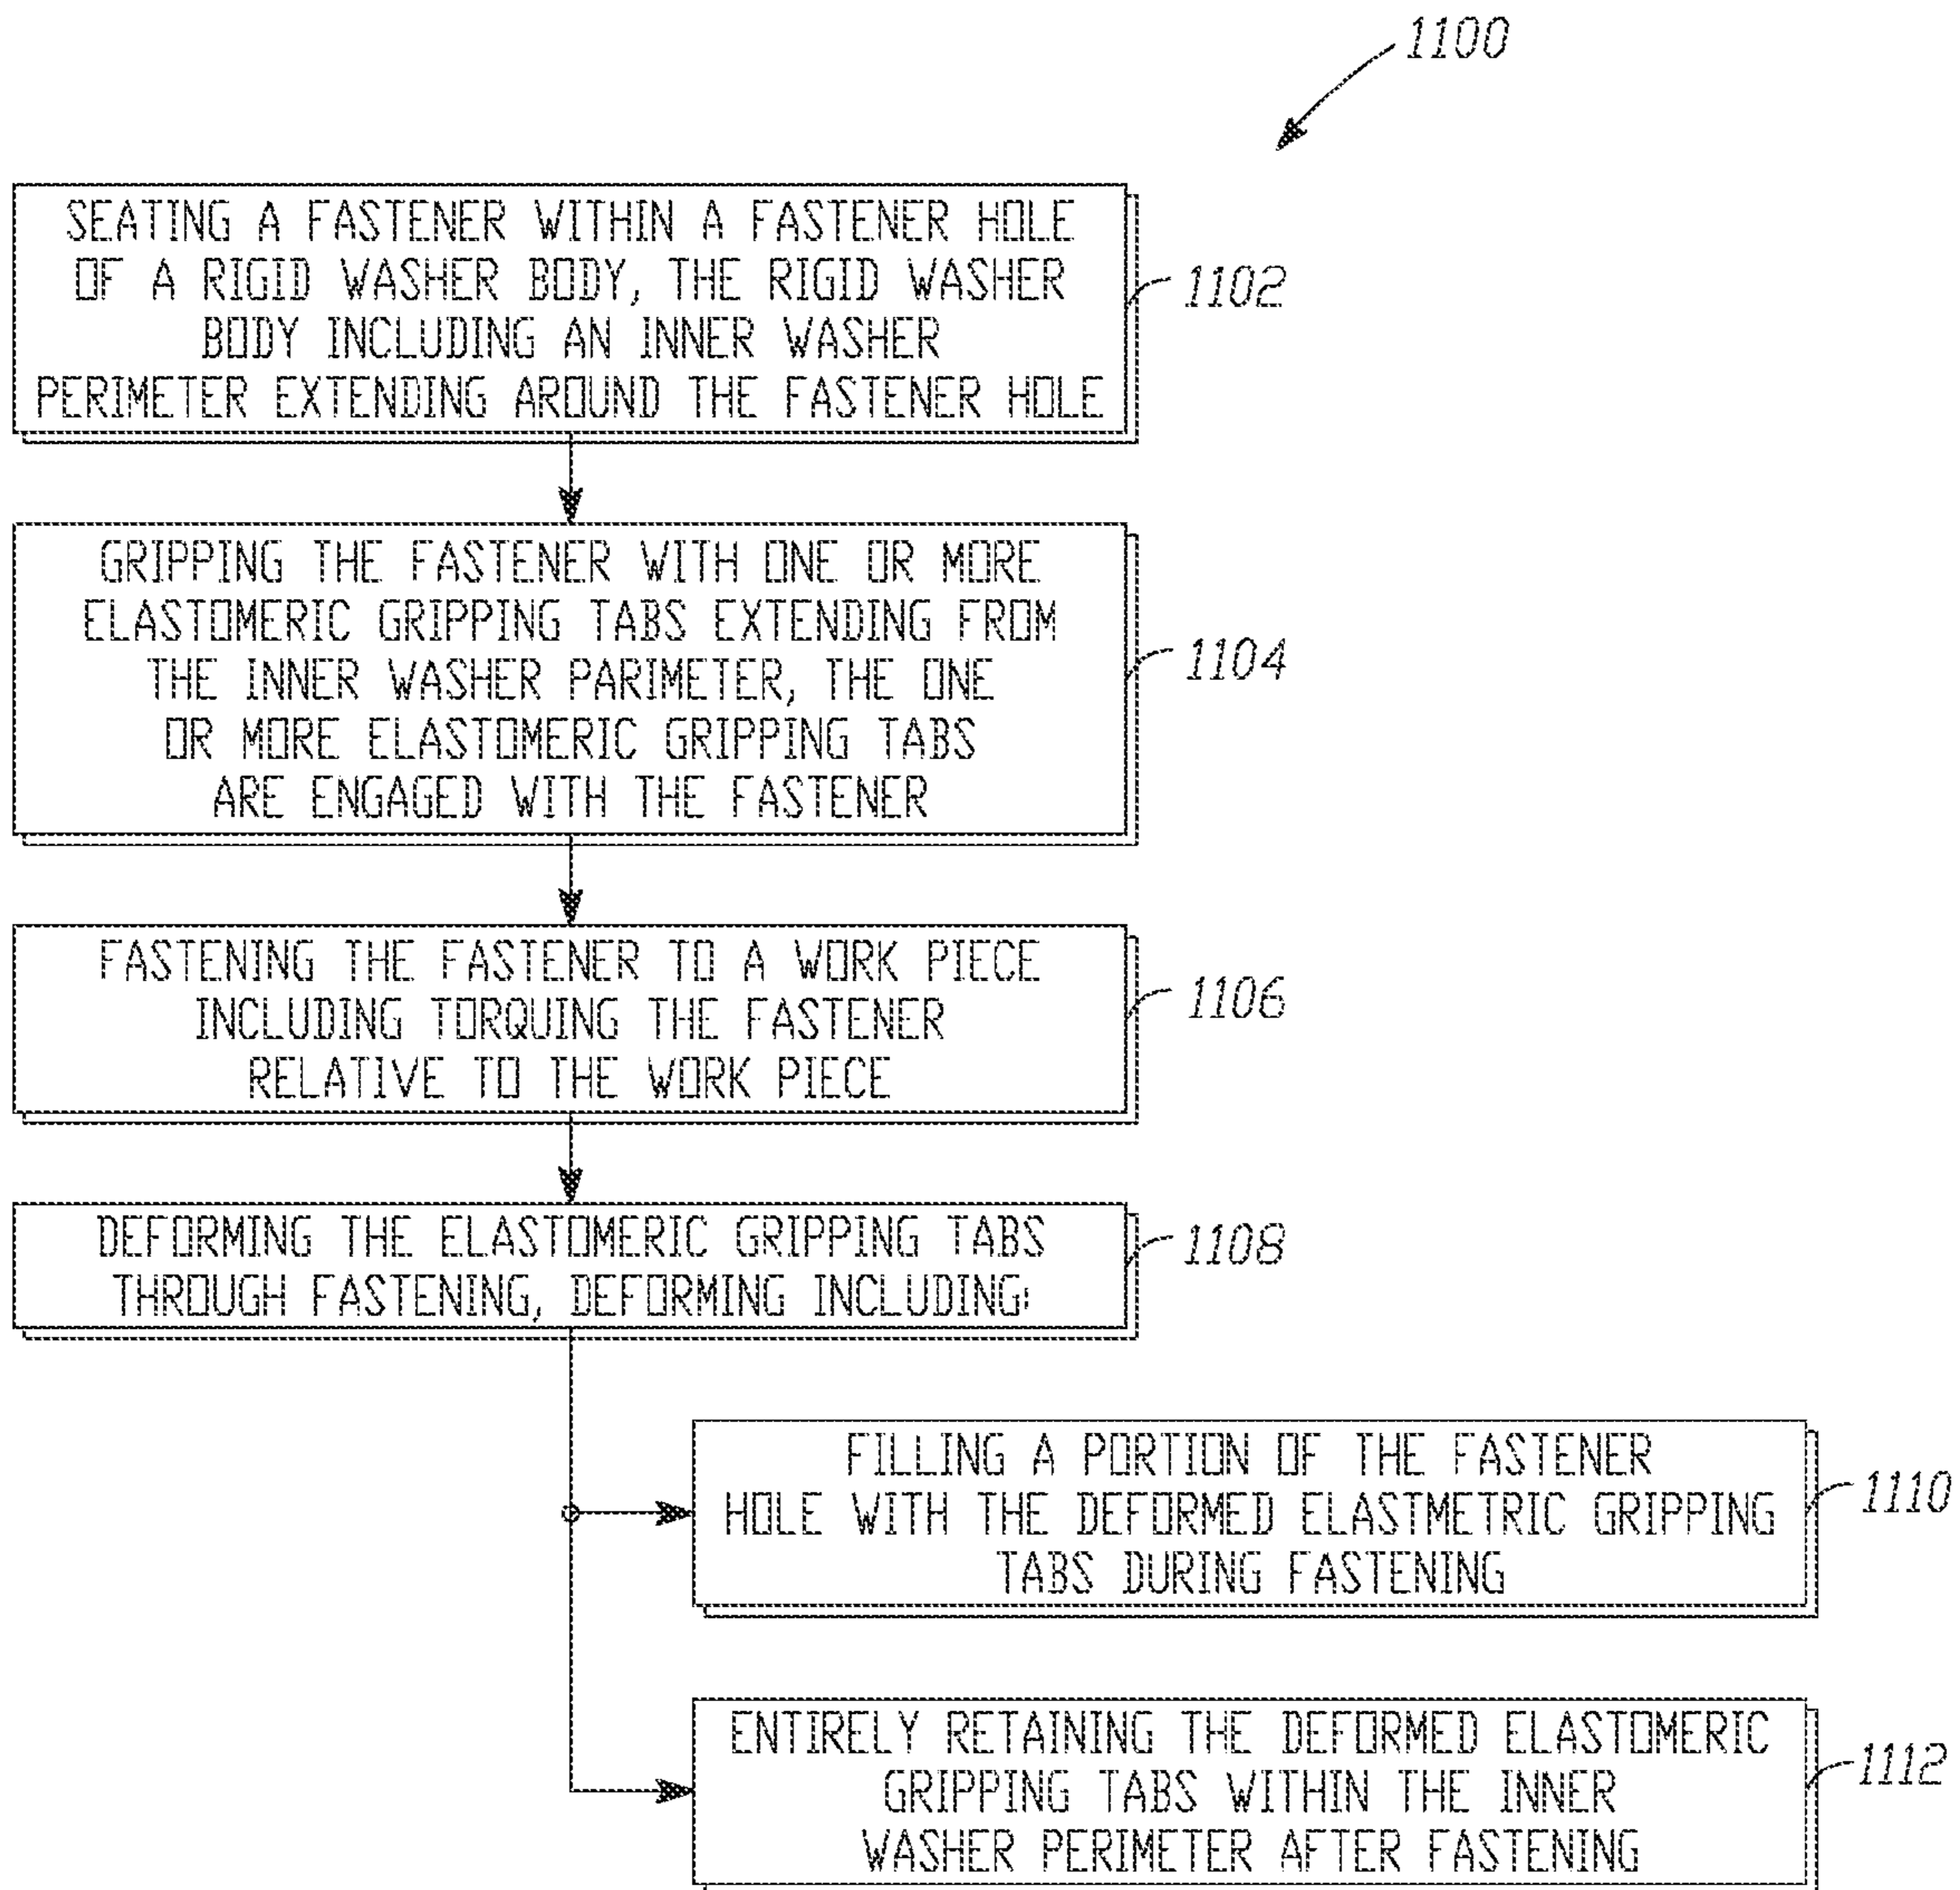 1100
SEATING A FASTENER WITHIN A FASTENER HOLE
OF A RIGID WASHER BODY, THE RIGID WASHER
BODY INCLUDING AN INNER WASHER
PERIMETER EXTENDING AROUND THE FASTENER HOLE
1102
GRIPPING THE FASTENER WITH ONE OR MORE
ELASTOMERIC GRIPPING TABS EXTENDING FROM
THE INNER WASHER PARIMETER, THE ONE
OR MORE ELASTOMERIC GRIPPING TABS
ARE ENGAGED WITH THE FASTENER
1104
FASTENING THE FASTENER TO A WORK PIECE
INCLUDING TORQUING THE FASTENER
RELATIVE TO THE WORK PIECE
1106
DEFORMING THE ELASTOMERIC GRIPPING TABS
THROUGH FASTENING, DEFORMING INCLUDING:
1108
FILLING A PORTION OF THE FASTENER
HOLE WITH THE DEFORMED ELASTMETRIC GRIPPING
TABS DURING FASTENING
1110
ENTIRELY RETAINING THE DEFORMED ELASTOMERIC
GRIPPING TABS WITHIN THE INNER
WASHER PERIMETER AFTER FASTENING
1112